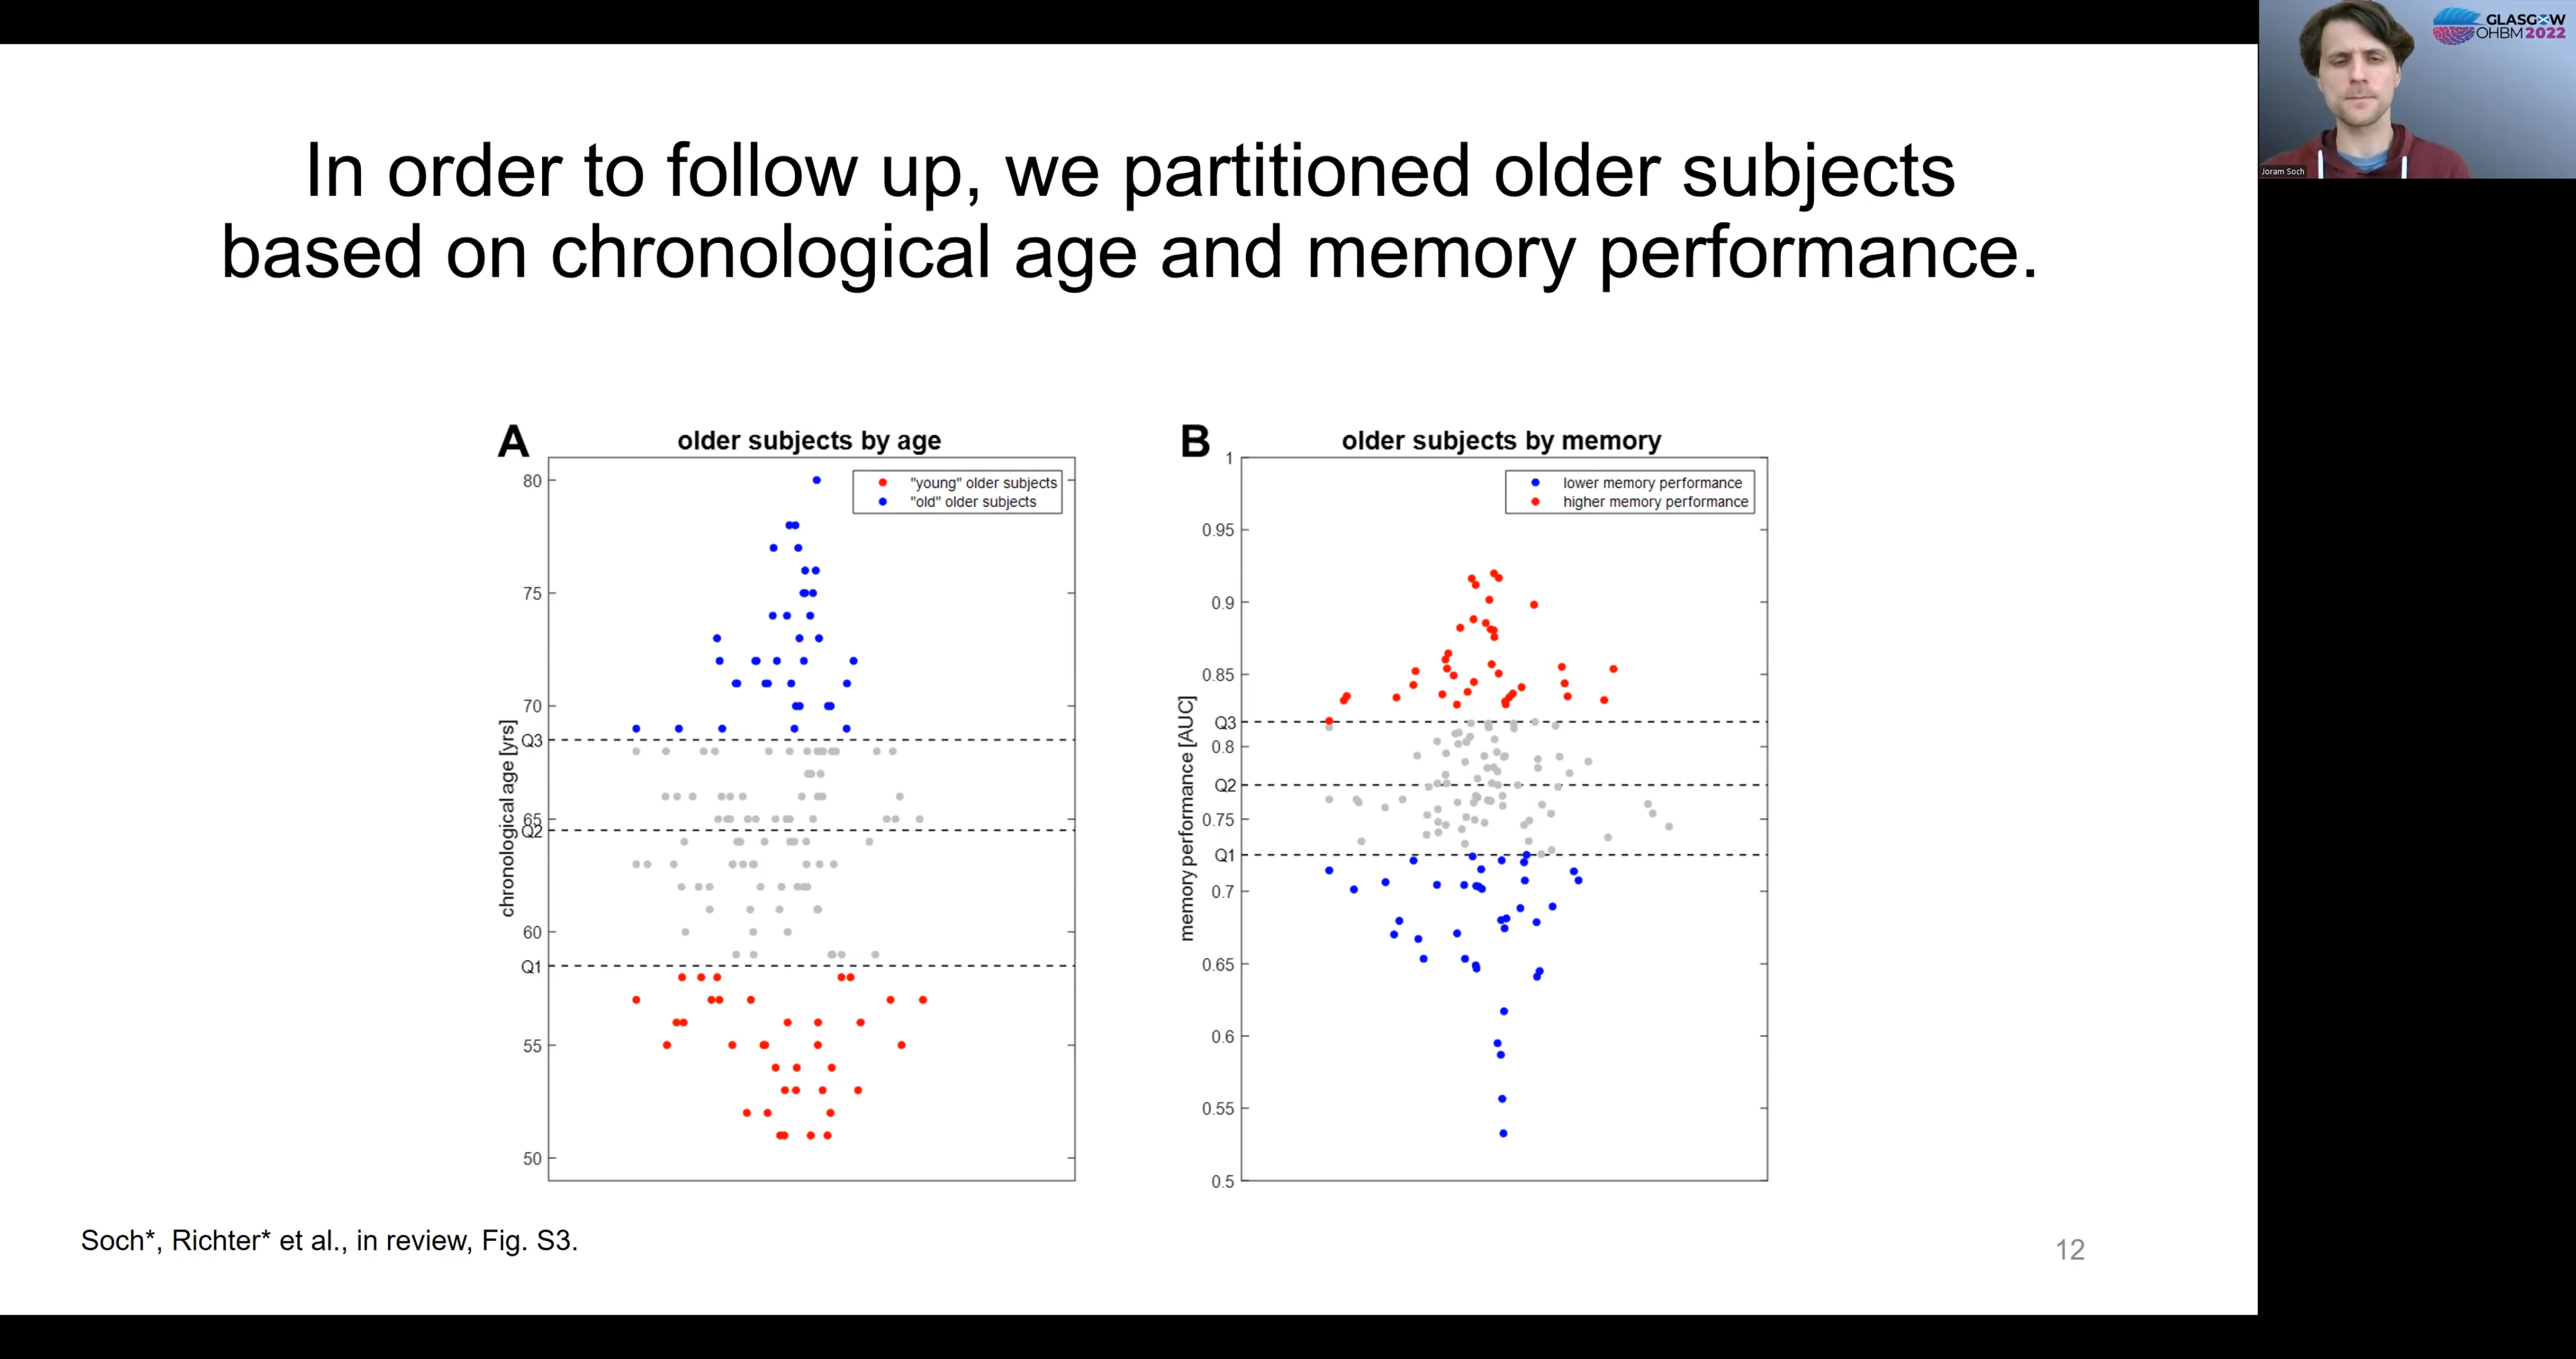 In order to follow up, we partitioned older subjects
based on chronological age and memory performance.
A
older subjects by age
"young" older subjects
"old" older subjects
chronological age [yrs]
80
75
70
Q3
65
Q2
60
Q1
55
50
B
older subjects by memory
lower memory performance
higher memory performance
memory performance [AUC]
1
0.95
0.9
0.85
Q3
0.8
Q2
0.75
Q1
0.7
0.65
0.6
0.55
0.5
Soch*, Richter* et al., in review, Fig. S3.
12
GLASGOW
OHBM 2022
Joram Soch